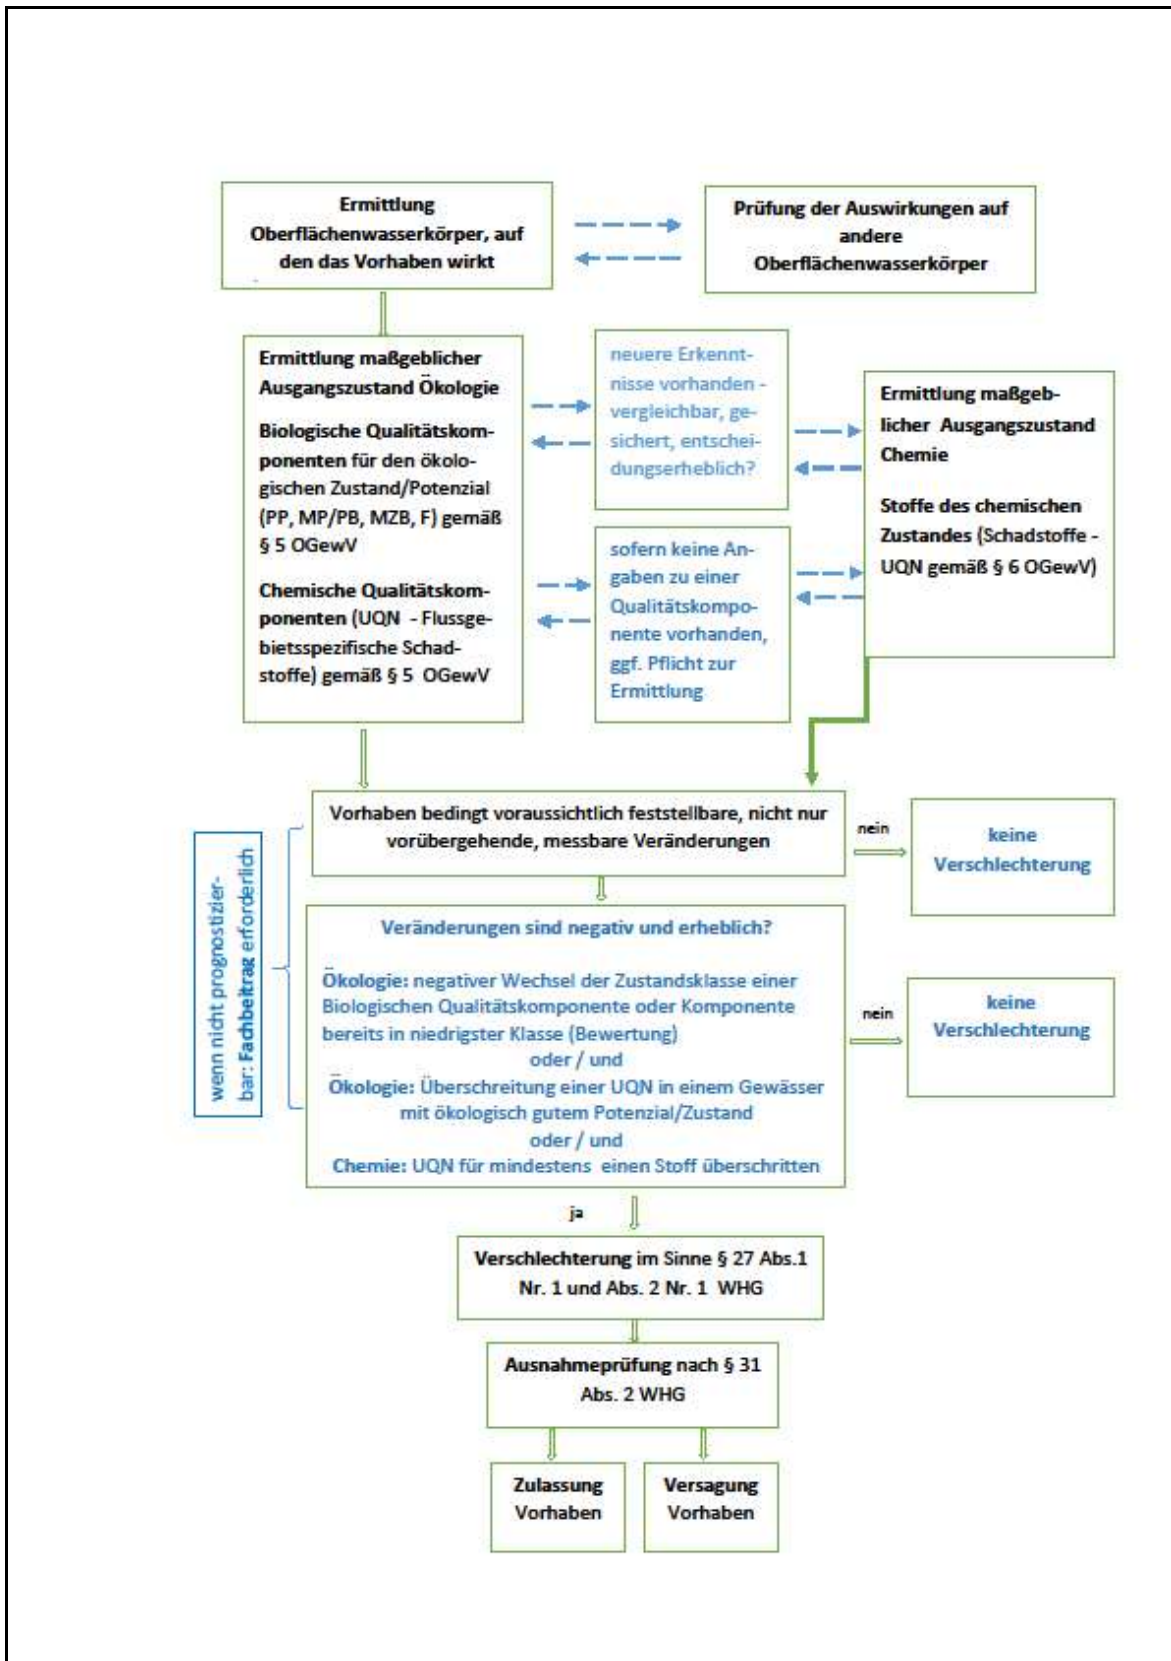 Ermittlung
Oberflächenwasserkörper, auf
den das Vorhaben wirkt
Prüfung der Auswirkungen auf
andere
Oberflächenwasserkörper
Ermittlung maßgeblicher
Ausgangszustand Ökologie
Biologische Qualitätskom-
ponenten für den ökolo-
gischen Zustand/Potenzial
(PP, MP/PB, MZB, F) gemäß
§ 5 OGewV
Chemische Qualitätskom-
ponenten (UQN - Flussge-
bietsspezifische Schad-
stoffe) gemäß § 5 OGewV
neuere Erkennt-
nisse vorhanden -
vergleichbar, ge-
sichert, entschei-
dungserheblich?
sofern keine An-
gaben zu einer
Qualitätskompo-
nente vorhanden,
ggf. Pflicht zur
Ermittlung
Ermittlung maßgeb-
licher Ausgangszustand
Chemie
Stoffe des chemischen
Zustandes (Schadstoffe -
UQN gemäß § 6 OGewV)
Vorhaben bedingt voraussichtlich feststellbare, nicht nur
vorübergehende, messbare Veränderungen
nein
keine
Verschlechterung
wenn nicht prognostizier-
bar: Fachbeitrag erforderlich
Veränderungen sind negativ und erheblich?
Ökologie: negativer Wechsel der Zustandsklasse einer
Biologischen Qualitätskomponente oder Komponente
bereits in niedrigster Klasse (Bewertung)
oder / und
Ökologie: Überschreitung einer UQN in einem Gewässer
mit ökologisch gutem Potenzial/Zustand
oder / und
Chemie: UQN für mindestens einen Stoff überschritten
nein
keine
Verschlechterung
ja
Verschlechterung im Sinne § 27 Abs.1
Nr. 1 und Abs. 2 Nr. 1 WHG
Ausnahmeprüfung nach § 31
Abs. 2 WHG
Zulassung
Vorhaben
Versagung
Vorhaben